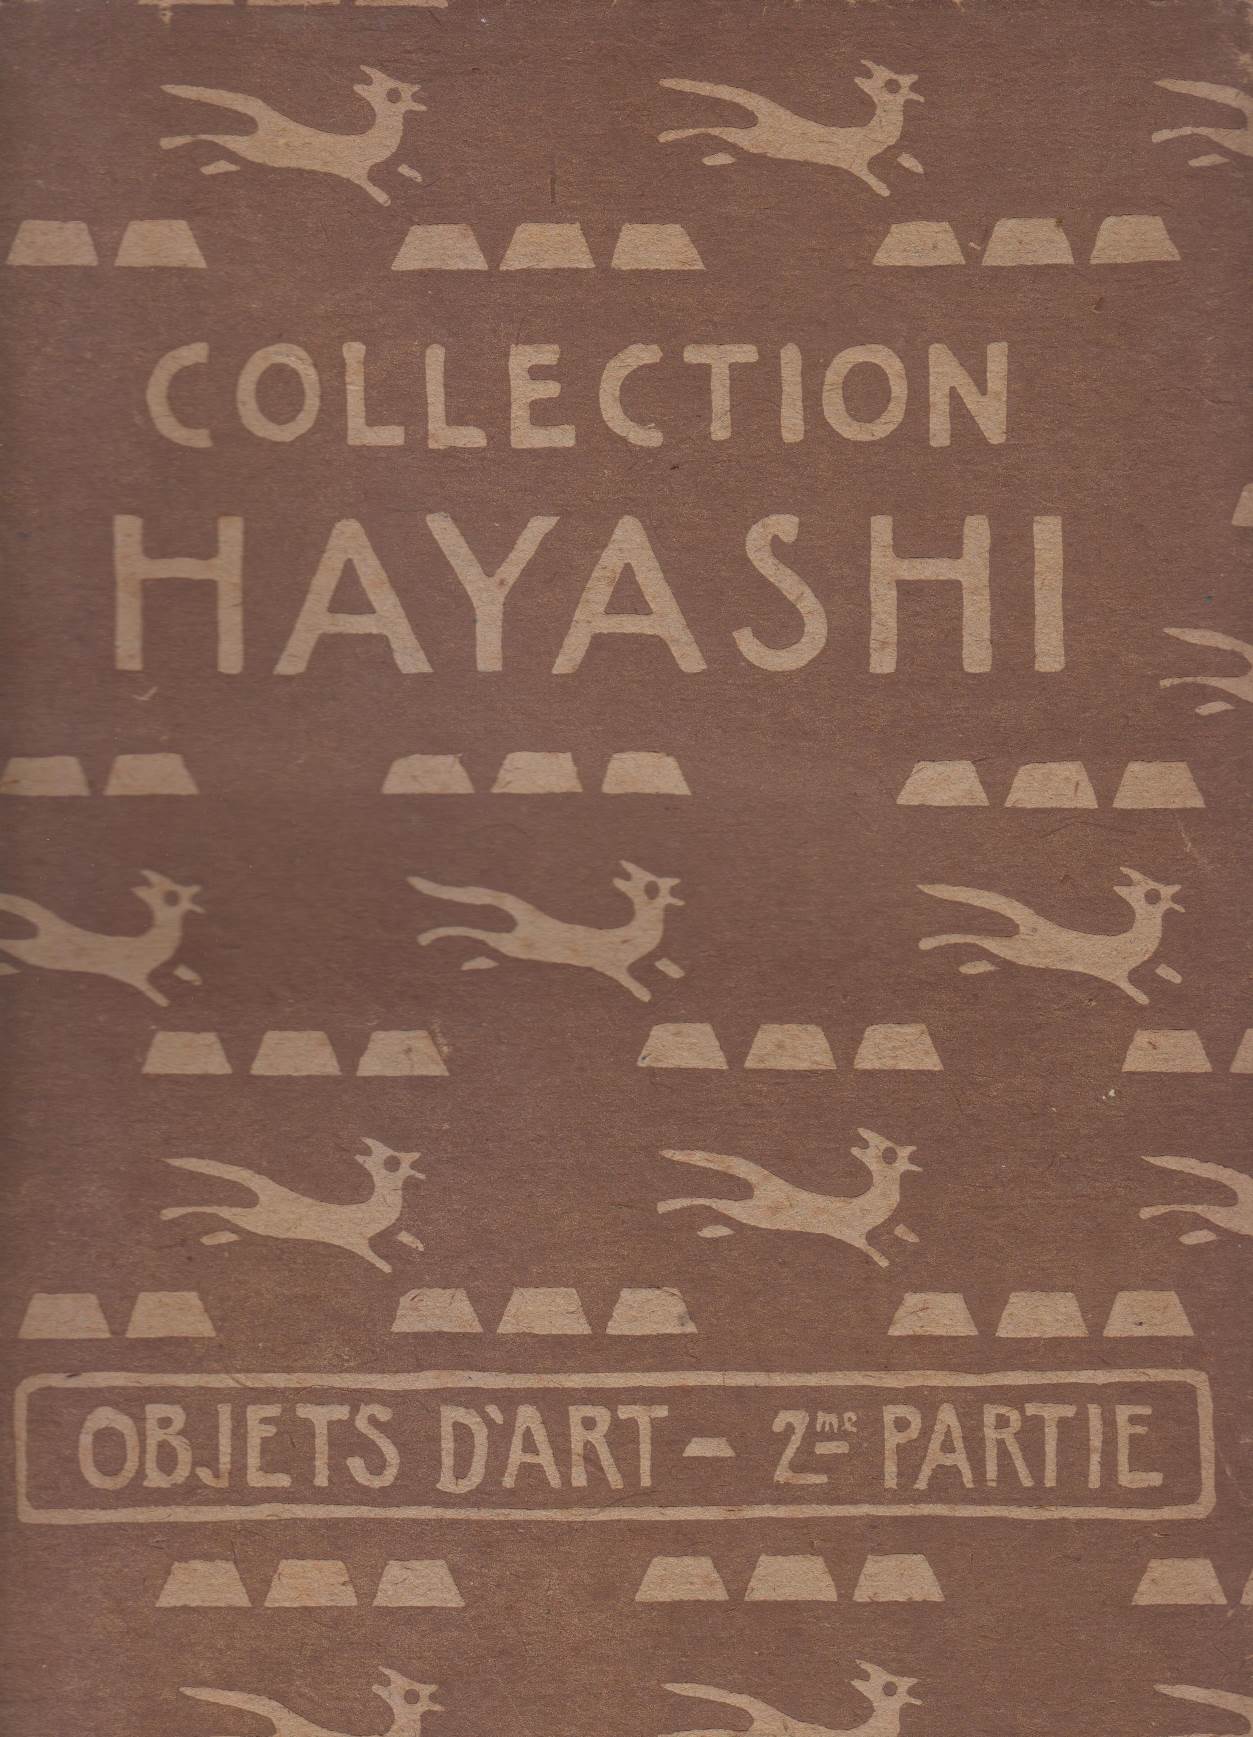 COLLECTION
HAYASHI
OBJETS D'ART - 2me PARTIE